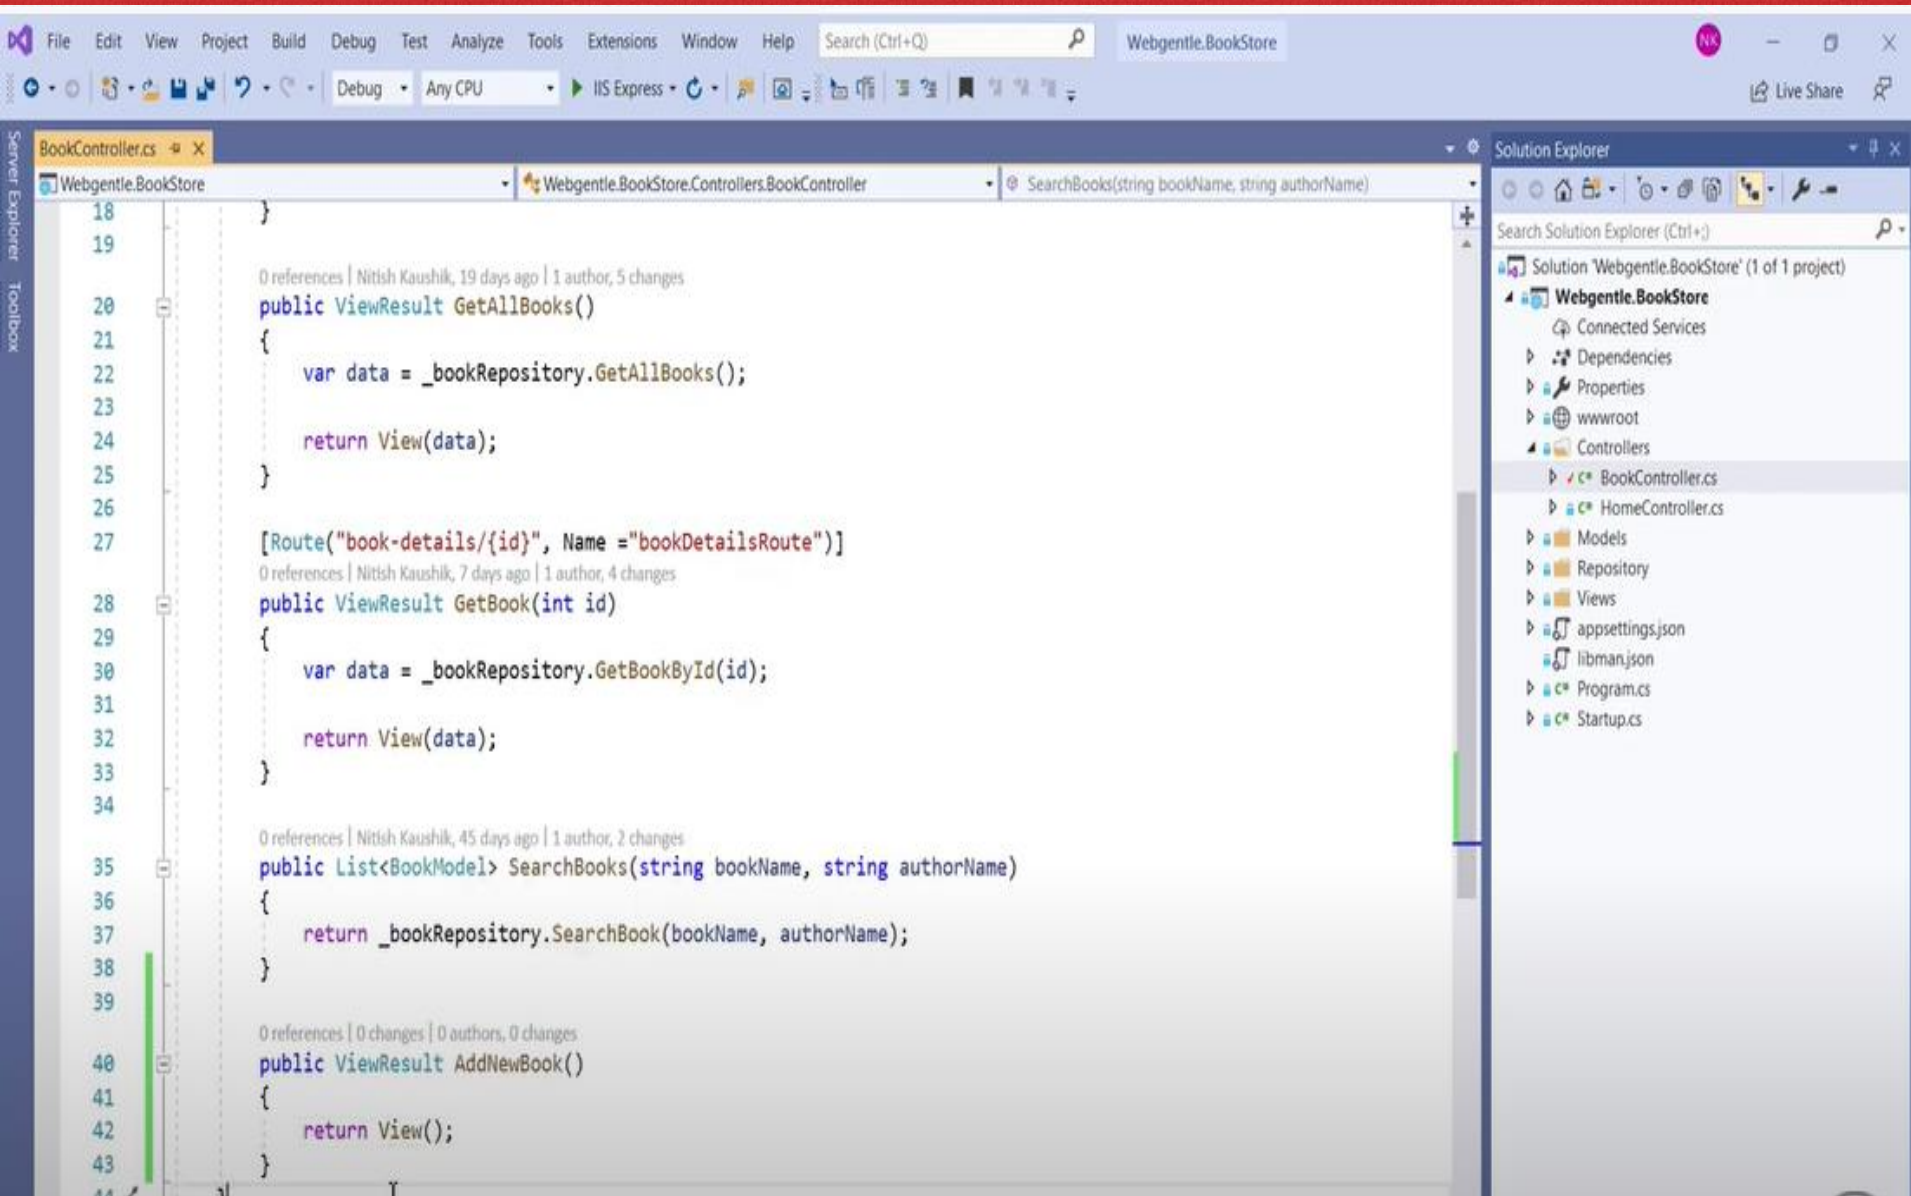 File Edit View Project Build Debug Test Analyze Tools Extensions Window Help Search (Ctrl+Q) Webgentle.BookStore NK
Debug Any CPU IIS Express Live Share
Server Explorer Toolbox
BookController.cs
Webgentle.BookStore Webgentle.BookStore.Controllers.BookController SearchBooks(string bookName, string authorName)
18 }
19
0 references | Nitish Kaushik, 19 days ago | 1 author, 5 changes
20 public ViewResult GetAllBooks()
21 {
22 var data = _bookRepository.GetAllBooks();
23
24 return View(data);
25 }
26
27 [Route("book-details/{id}", Name ="bookDetailsRoute")]
0 references | Nitish Kaushik, 7 days ago | 1 author, 4 changes
28 public ViewResult GetBook(int id)
29 {
30 var data = _bookRepository.GetBookById(id);
31
32 return View(data);
33 }
34
0 references | Nitish Kaushik, 45 days ago | 1 author, 2 changes
35 public List<BookModel> SearchBooks(string bookName, string authorName)
36 {
37 return _bookRepository.SearchBook(bookName, authorName);
38 }
39
0 references | 0 changes | 0 authors, 0 changes
40 public ViewResult AddNewBook()
41 {
42 return View();
43 }
Solution Explorer
Search Solution Explorer (Ctrl+;)
Solution 'Webgentle.BookStore' (1 of 1 project)
Webgentle.BookStore
Connected Services
Dependencies
Properties
wwwroot
Controllers
C# BookController.cs
C# HomeController.cs
Models
Repository
Views
appsettings.json
libman.json
C# Program.cs
C# Startup.cs